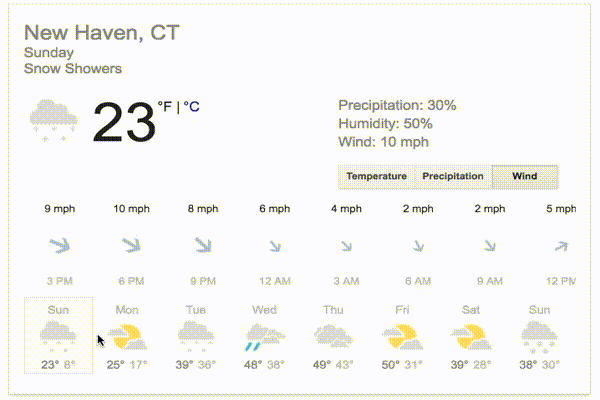 New Haven, CT
Sunday
Snow Showers
23 °F | °C
Precipitation: 30%
Humidity: 50%
Wind: 10 mph
Temperature Precipitation Wind
9 mph 10 mph 8 mph 6 mph 4 mph 2 mph 2 mph 5 mph
3 PM 6 PM 9 PM 12 AM 3 AM 6 AM 9 AM 12 PM
Sun Mon Tue Wed Thu Fri Sat Sun
23° 8° 25° 17° 39° 36° 48° 38° 49° 43° 50° 31° 39° 28° 38° 30°